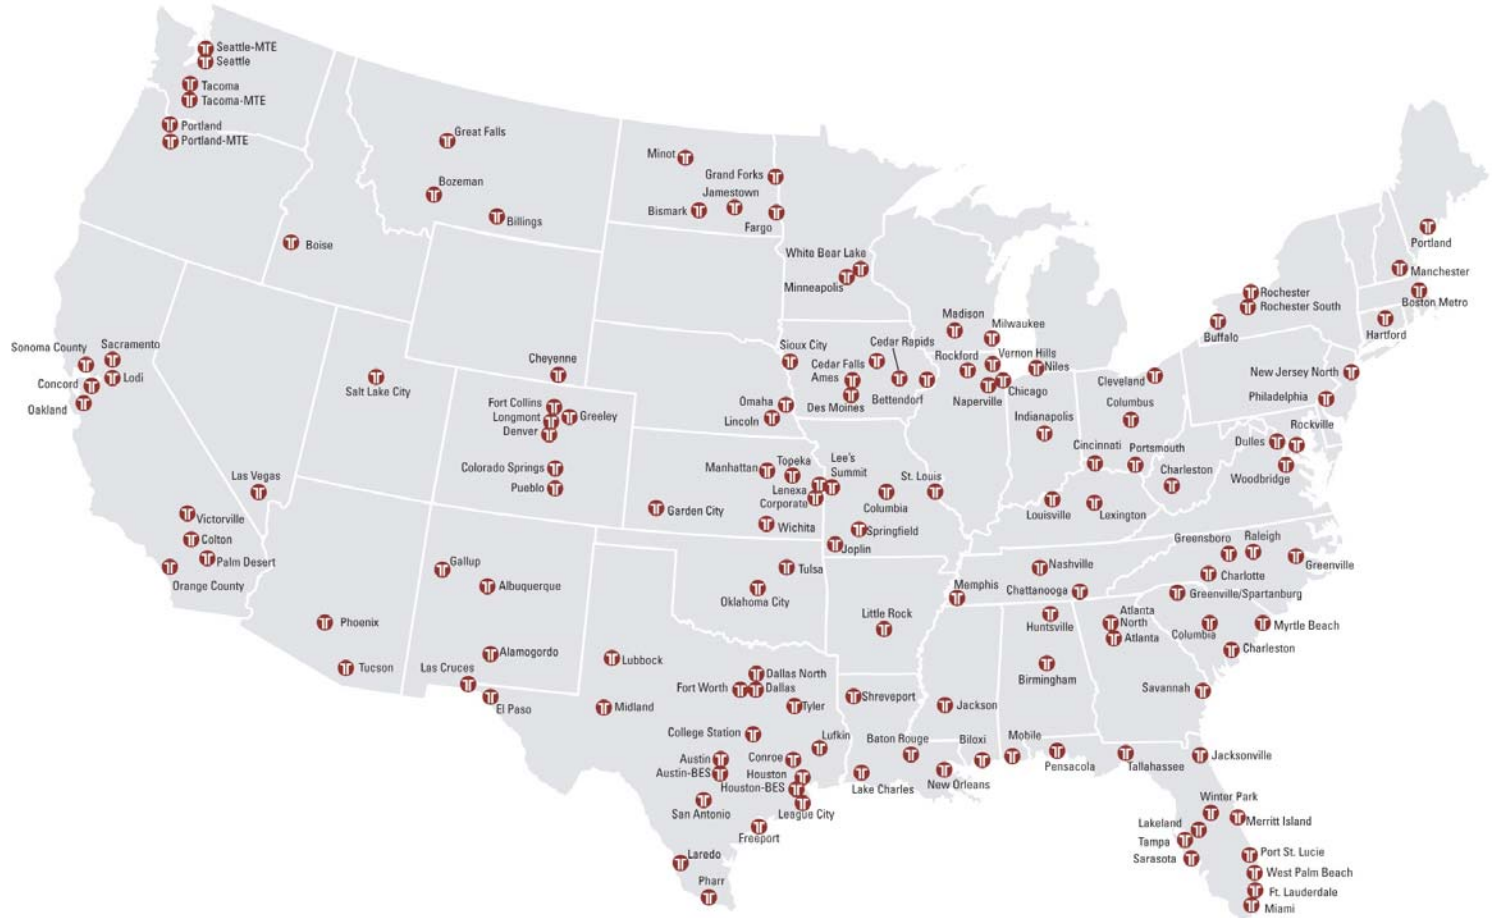 Seattle-MTE
Seattle
Tacoma
Tacoma-MTE
Portland
Portland-MTE
Great Falls
Bozeman
Billings
Boise
Minot
Grand Forks
Jamestown
Bismark
Fargo
White Bear Lake
Minneapolis
Portland
Manchester
Boston Metro
Hartford
Rochester
Rochester South
Buffalo
Madison
Milwaukee
Sonoma County
Sacramento
Concord
Lodi
Oakland
Salt Lake City
Cheyenne
Fort Collins
Longmont
Greeley
Denver
Colorado Springs
Pueblo
Sioux City
Cedar Falls
Ames
Cedar Rapids
Des Moines
Bettendorf
Omaha
Lincoln
Rockford
Vernon Hills
Niles
Naperville
Chicago
Indianapolis
Cleveland
Columbus
Cincinnati
Portsmouth
Charleston
New Jersey North
Philadelphia
Rockville
Dulles
Woodbridge
Las Vegas
Victorville
Colton
Palm Desert
Orange County
Manhattan
Topeka
Lee's
Summit
Lenexa
Corporate
Garden City
Wichita
St. Louis
Columbia
Springfield
Joplin
Louisville
Lexington
Gallup
Albuquerque
Phoenix
Tucson
Alamogordo
Las Cruces
El Paso
Tulsa
Oklahoma City
Little Rock
Memphis
Nashville
Chattanooga
Greensboro
Raleigh
Greenville
Charlotte
Greenville/Spartanburg
Huntsville
Atlanta
North
Atlanta
Columbia
Myrtle Beach
Charleston
Birmingham
Savannah
Lubbock
Midland
Dallas North
Fort Worth
Dallas
Tyler
Shreveport
Jackson
College Station
Lufkin
Austin
Austin-BES
Conroe
Houston
Houston-BES
League City
San Antonio
Freeport
Laredo
Pharr
Baton Rouge
Lake Charles
New Orleans
Biloxi
Mobile
Pensacola
Tallahassee
Jacksonville
Winter Park
Merritt Island
Lakeland
Tampa
Sarasota
Port St. Lucie
West Palm Beach
Ft. Lauderdale
Miami